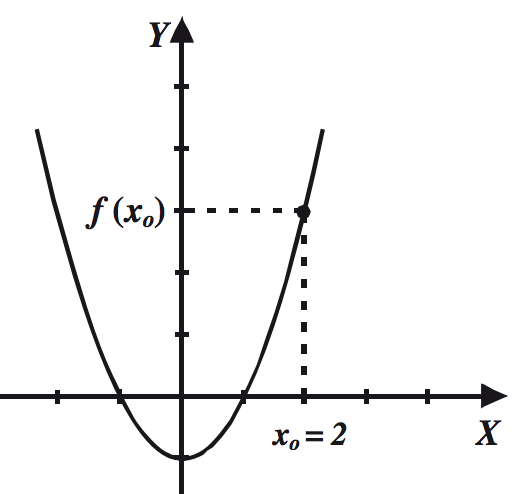 Y
f (xₒ)
xₒ = 2
X